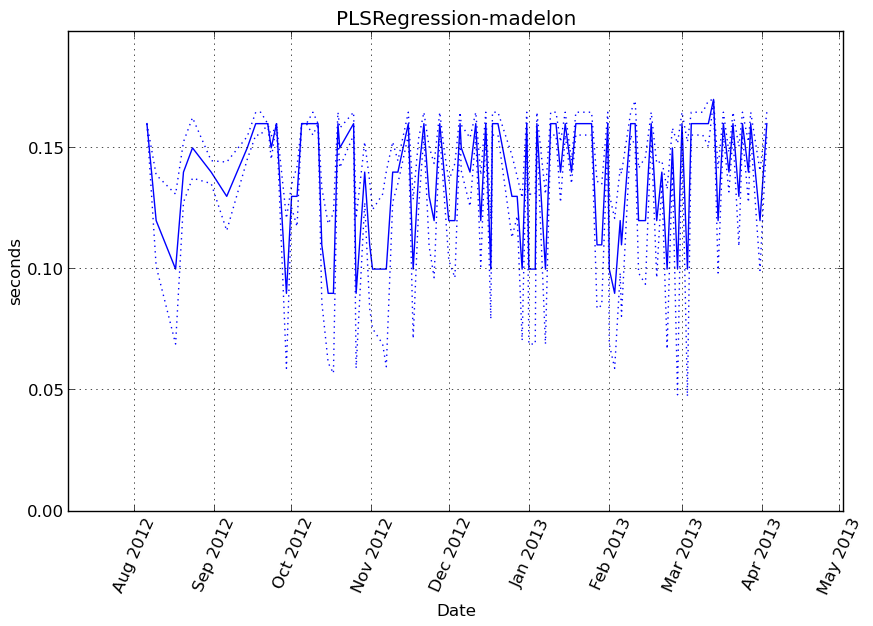 PLSRegression-madelon
seconds
0.15
0.10
0.05
0.00
Aug 2012
Sep 2012
Oct 2012
Nov 2012
Dec 2012
Jan 2013
Feb 2013
Mar 2013
Apr 2013
May 2013
Date